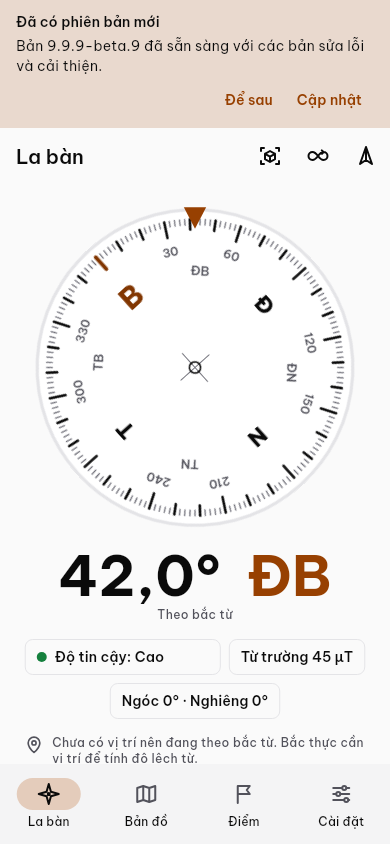 Đã có phiên bản mới
Bản 9.9.9-beta.9 đã sẵn sàng với các bản sửa lỗi
và cải thiện.
Để sau Cập nhật
La bàn
30 60
ĐB
B Đ
330 120
TB ĐN
300 150
T N
TN
240 210
42,0° ĐB
Theo bắc từ
Độ tin cậy: Cao Từ trường 45 µT
Ngóc 0° · Nghiêng 0°
Chưa có vị trí nên đang theo bắc từ. Bắc thực cần
vị trí để tính độ lệch từ.
La bàn Bản đồ Điểm Cài đặt